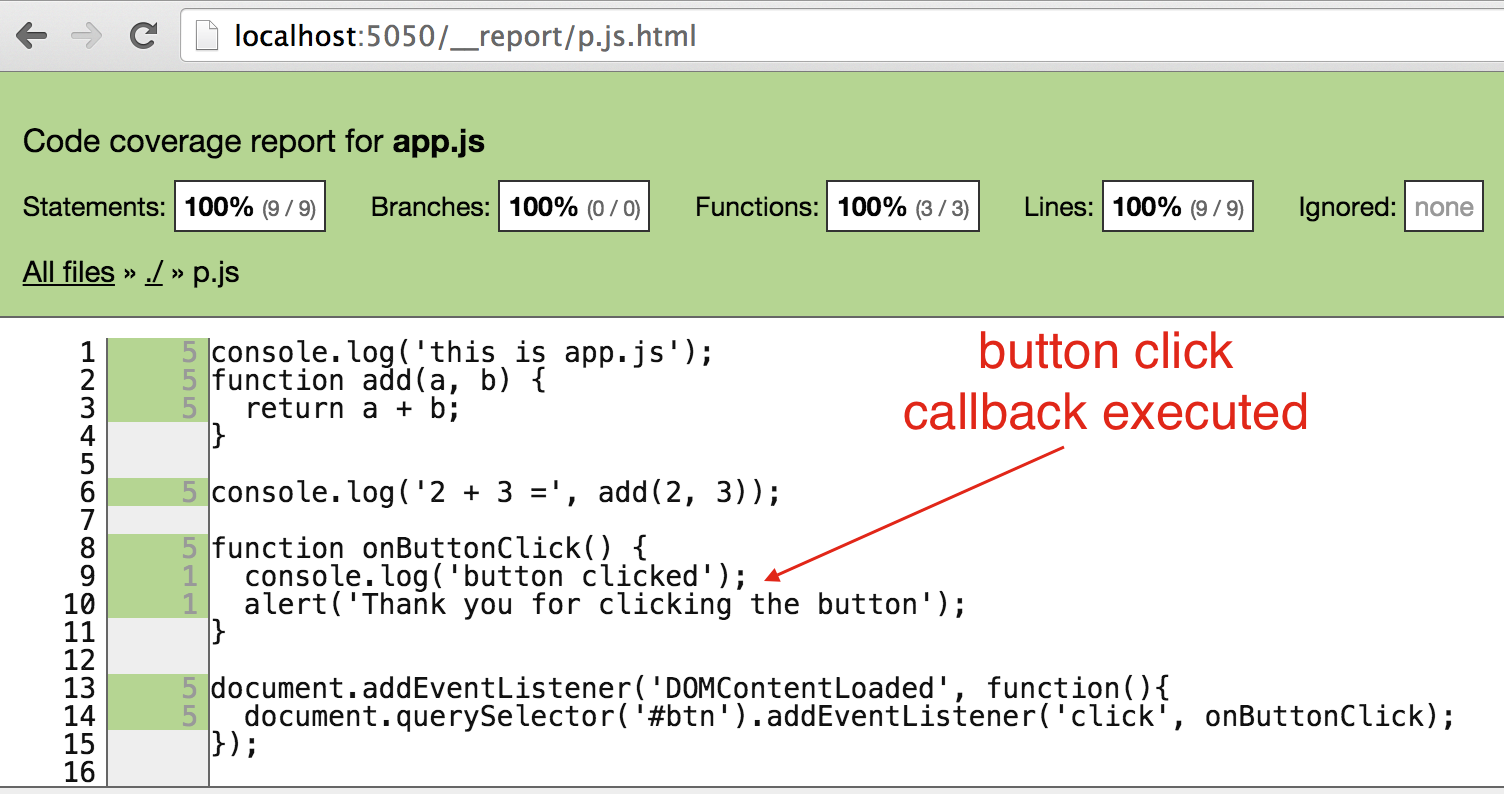 localhost:5050/__report/p.js.html
Code coverage report for app.js
Statements: 100% (9 / 9) Branches: 100% (0 / 0) Functions: 100% (3 / 3) Lines: 100% (9 / 9) Ignored: none
All files » ./ » p.js
button click
callback executed
1 5 console.log('this is app.js');
2 5 function add(a, b) {
3 5   return a + b;
4 }
5
6 5 console.log('2 + 3 =', add(2, 3));
7
8 5 function onButtonClick() {
9 1   console.log('button clicked');
10 1   alert('Thank you for clicking the button');
11 }
12
13 5 document.addEventListener('DOMContentLoaded', function(){
14 5   document.querySelector('#btn').addEventListener('click', onButtonClick);
15 });
16